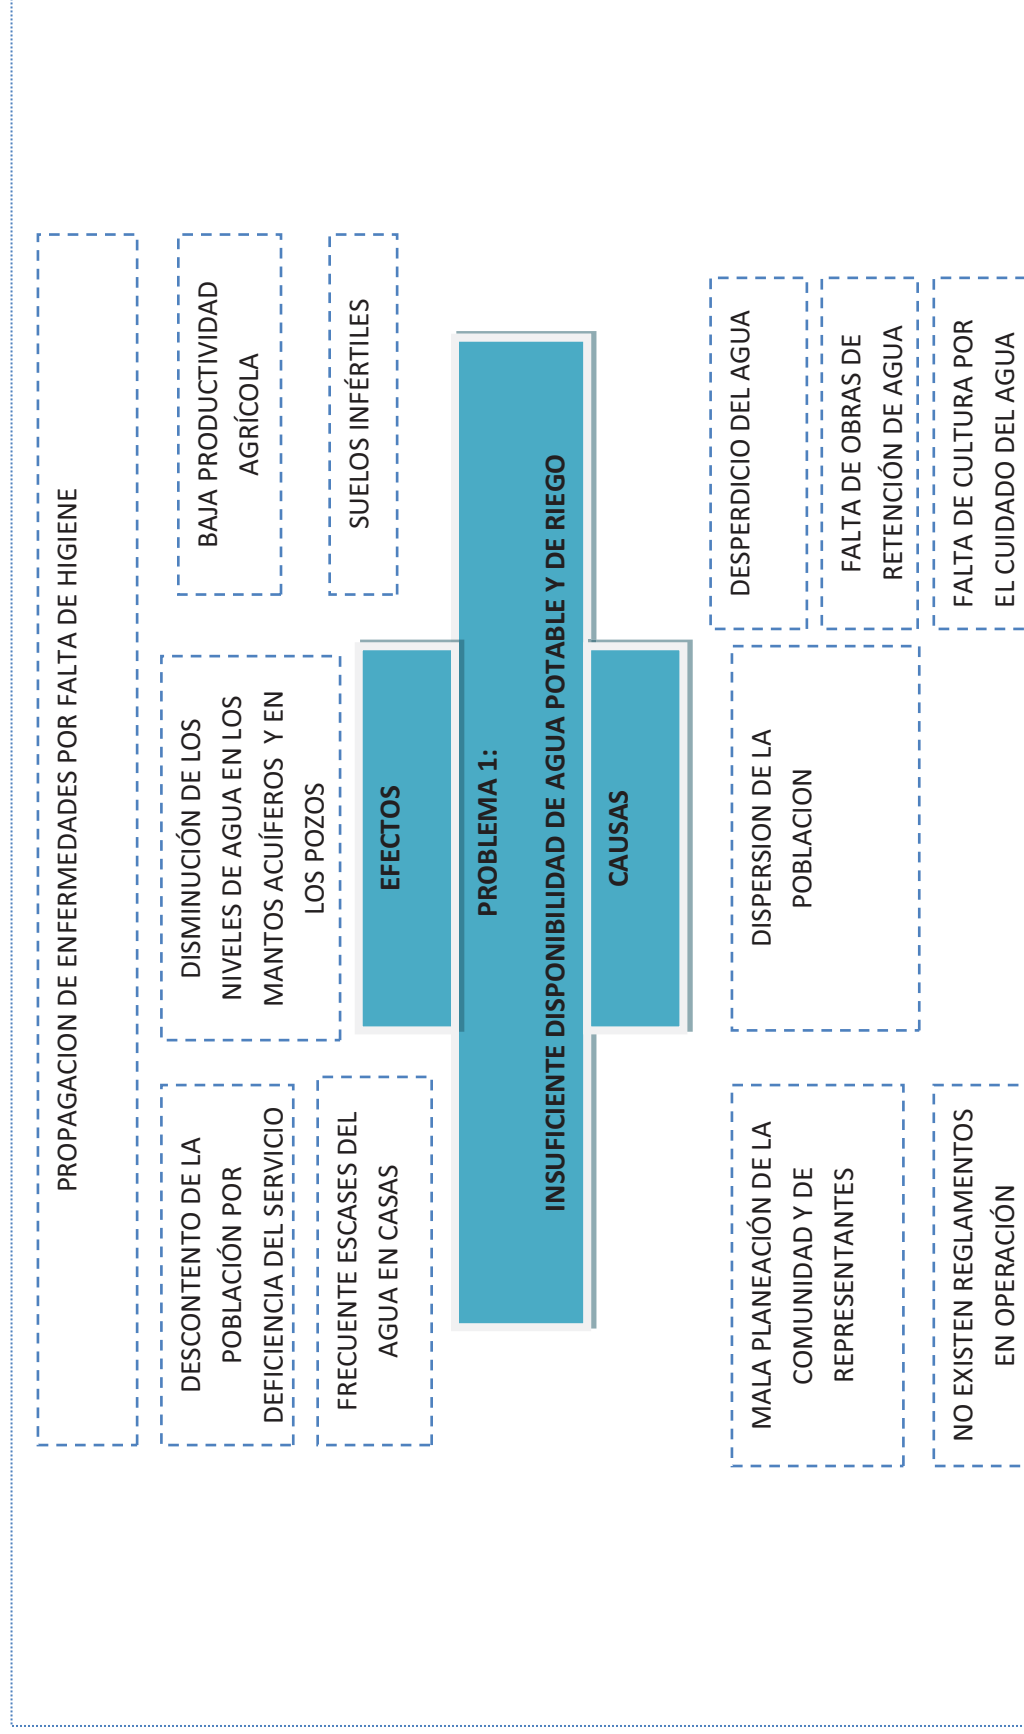 PROPAGACION DE ENFERMEDADES POR FALTA DE HIGIENE
DESCONTENTO DE LA
POBLACIÓN POR
DEFICIENCIA DEL SERVICIO
DISMINUCIÓN DE LOS
NIVELES DE AGUA EN LOS
MANTOS ACUÍFEROS Y EN
LOS POZOS
BAJA PRODUCTIVIDAD
AGRÍCOLA
FRECUENTE ESCASES DEL
AGUA EN CASAS
SUELOS INFÉRTILES
EFECTOS
PROBLEMA 1:
INSUFICIENTE DISPONIBILIDAD DE AGUA POTABLE Y DE RIEGO
CAUSAS
MALA PLANEACIÓN DE LA
COMUNIDAD Y DE
REPRESENTANTES
DISPERSION DE LA
POBLACION
DESPERDICIO DEL AGUA
FALTA DE OBRAS DE
RETENCIÓN DE AGUA
NO EXISTEN REGLAMENTOS
EN OPERACIÓN
FALTA DE CULTURA POR
EL CUIDADO DEL AGUA